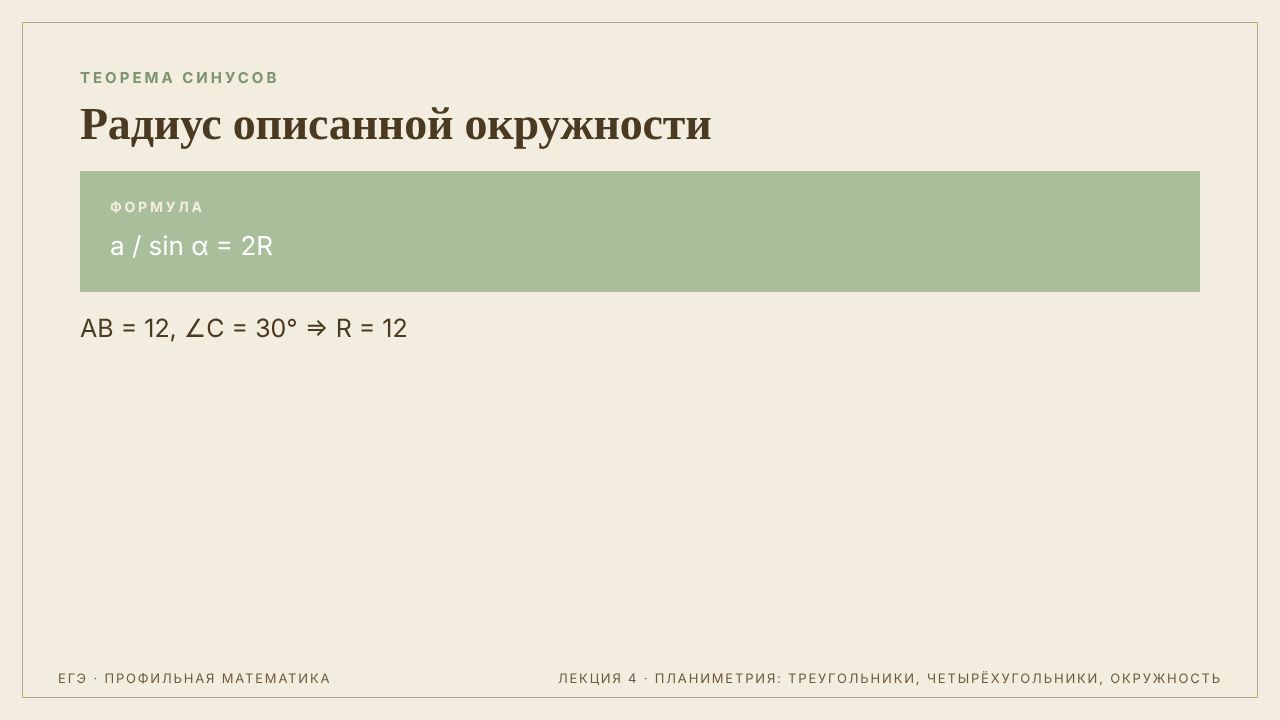 ТЕОРЕМА СИНУСОВ
Радиус описанной окружности
ФОРМУЛА
a / sin α = 2R
AB = 12, ∠C = 30° ⇒ R = 12
ЕГЭ · ПРОФИЛЬНАЯ МАТЕМАТИКА
ЛЕКЦИЯ 4 · ПЛАНИМЕТРИЯ: ТРЕУГОЛЬНИКИ, ЧЕТЫРЁХУГОЛЬНИКИ, ОКРУЖНОСТЬ